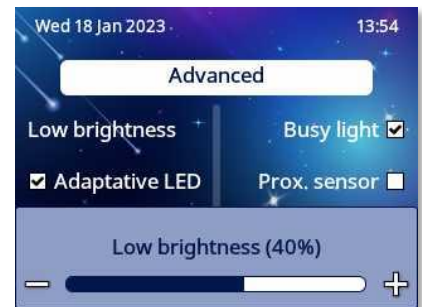 Wed 18 Jan 2023 13:54
Advanced
Low brightness Busy light
Adaptative LED Prox. sensor
Low brightness (40%)